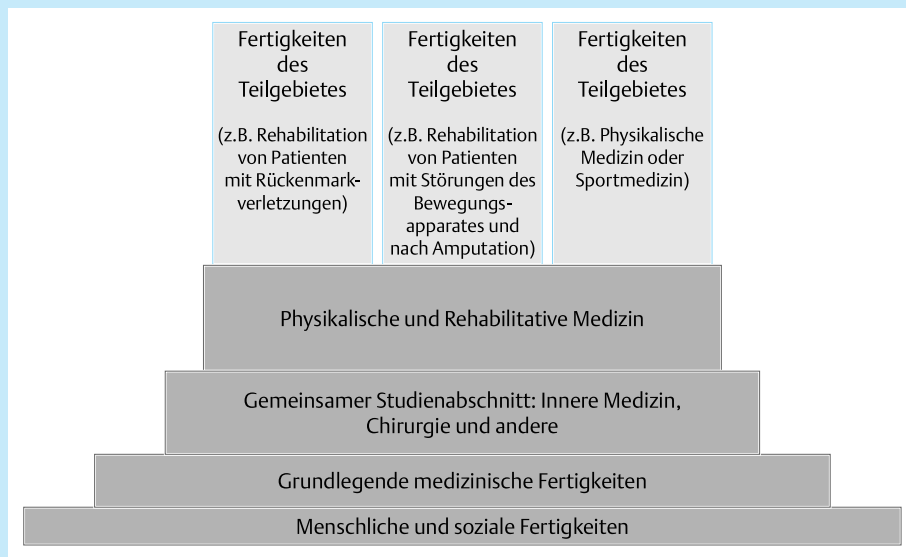 Fertigkeiten
des
Teilgebietes
(z.B. Rehabilitation
von Patienten
mit Rückenmark-
verletzungen)
Fertigkeiten
des
Teilgebietes
(z.B. Rehabilitation
von Patienten
mit Störungen des
Bewegungs-
apparates und
nach Amputation)
Fertigkeiten
des
Teilgebietes
(z.B. Physikalische
Medizin oder
Sportmedizin)
Physikalische und Rehabilitative Medizin
Gemeinsamer Studienabschnitt: Innere Medizin,
Chirurgie und andere
Grundlegende medizinische Fertigkeiten
Menschliche und soziale Fertigkeiten